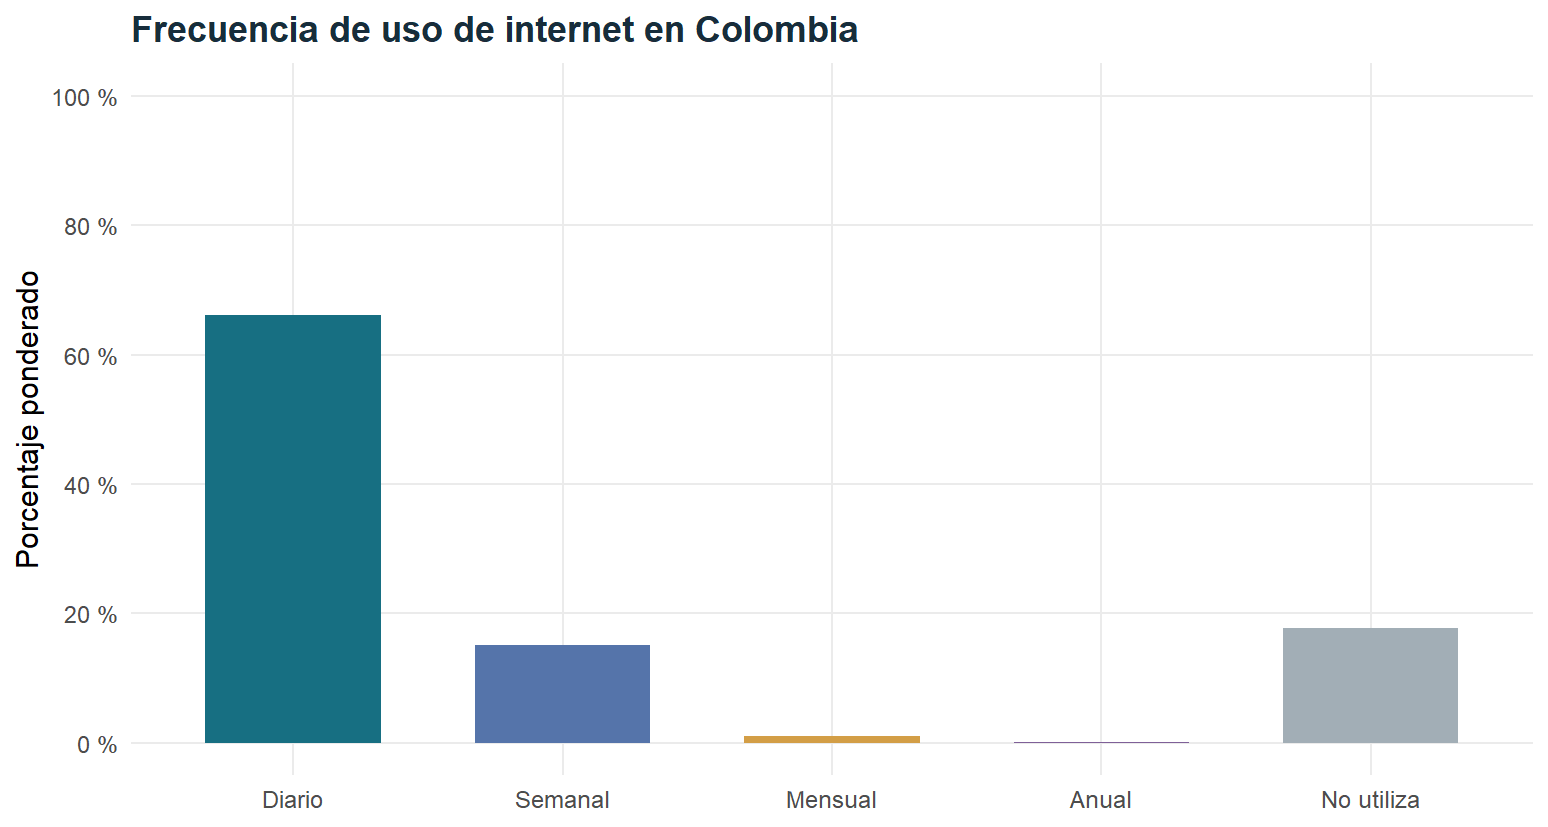 Frecuencia de uso de internet en Colombia
Porcentaje ponderado
100 %
80 %
60 %
40 %
20 %
0 %
Diario
Semanal
Mensual
Anual
No utiliza